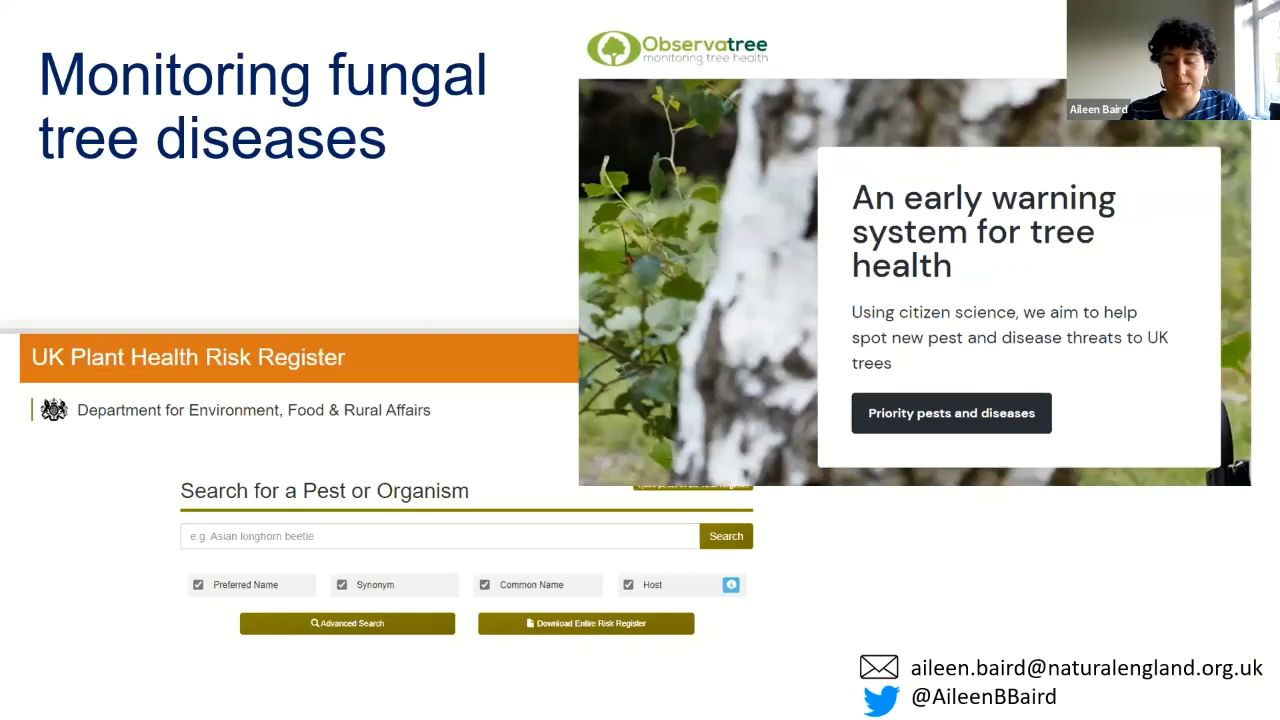 Monitoring fungal
tree diseases
Observatree
monitoring tree health
Aileen Baird
An early warning
system for tree
health
Using citizen science, we aim to help
spot new pest and disease threats to UK
trees
Priority pests and diseases
UK Plant Health Risk Register
Department for Environment, Food & Rural Affairs
Search for a Pest or Organism
e.g. Asian longhorn beetle
Search
Preferred Name
Synonym
Common Name
Host
Advanced Search
Download Entire Risk Register
aileen.baird@naturalengland.org.uk
@AileenBBaird